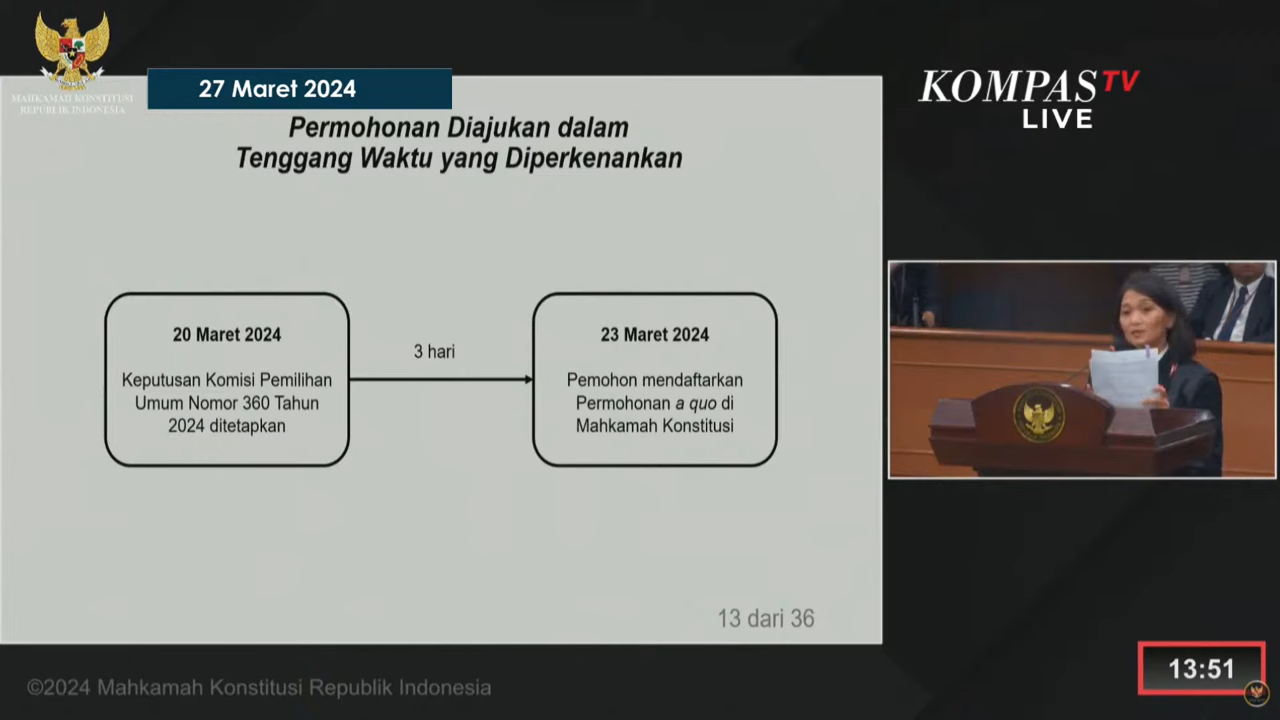 MAHKAMAH KONSTITUSI
REPUBLIK INDONESIA
27 Maret 2024
KOMPAS TV
LIVE
Permohonan Diajukan dalam
Tenggang Waktu yang Diperkenankan
20 Maret 2024
Keputusan Komisi Pemilihan
Umum Nomor 360 Tahun
2024 ditetapkan
3 hari
23 Maret 2024
Pemohon mendaftarkan
Permohonan a quo di
Mahkamah Konstitusi
13 dari 36
©2024 Mahkamah Konstitusi Republik Indonesia
13:51